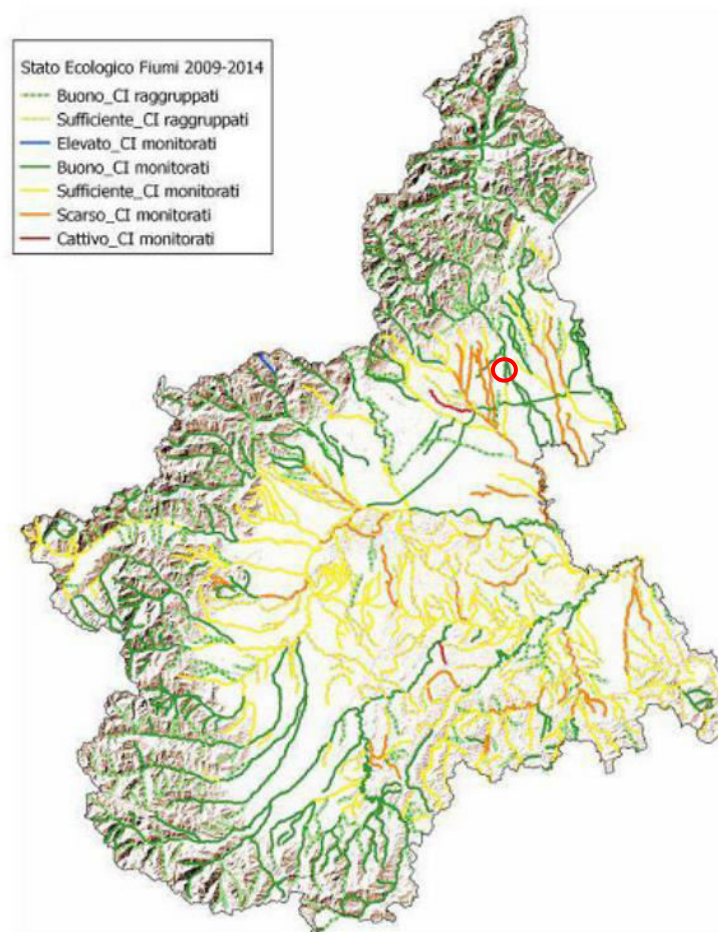 Stato Ecologico Fiumi 2009-2014
Buono_CI raggruppati
Sufficiente_CI raggruppati
Elevato_CI monitorati
Buono_CI monitorati
Sufficiente_CI monitorati
Scarso_CI monitorati
Cattivo_CI monitorati